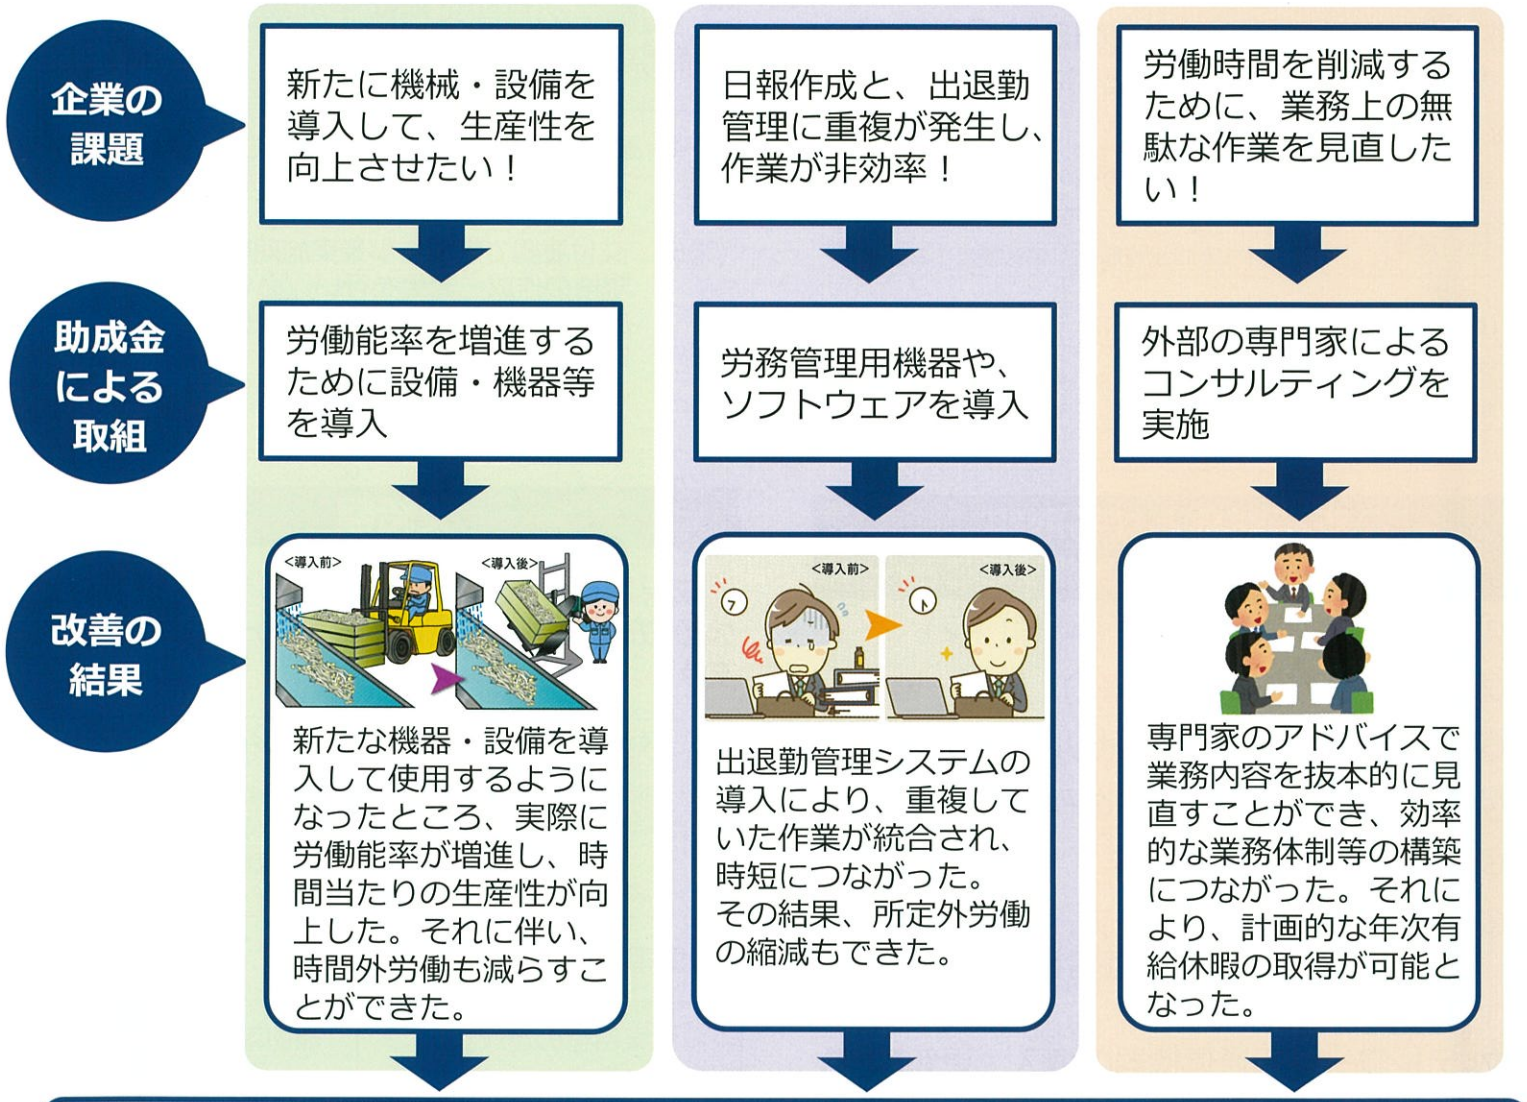 企業の
課題
新たに機械・設備を
導入して、生産性を
向上させたい！
日報作成と、出退勤
管理に重複が発生し、
作業が非効率！
労働時間を削減する
ために、業務上の無
駄な作業を見直した
い！
助成金
による
取組
労働能率を増進する
ために設備・機器等
を導入
労務管理用機器や、
ソフトウェアを導入
外部の専門家による
コンサルティングを
実施
改善の
結果
<導入前>
<導入後>
新たな機器・設備を導
入して使用するように
なったところ、実際に
労働能率が増進し、時
間当たりの生産性が向
上した。それに伴い、
時間外労働も減らすこ
とができた。
<導入前>
<導入後>
出退勤管理システムの
導入により、重複して
いた作業が統合され、
時短につながった。
その結果、所定外労働
の縮減もできた。
専門家のアドバイスで
業務内容を抜本的に見
直すことができ、効率
的な業務体制等の構築
につながった。それに
より、計画的な年次有
給休暇の取得が可能と
なった。